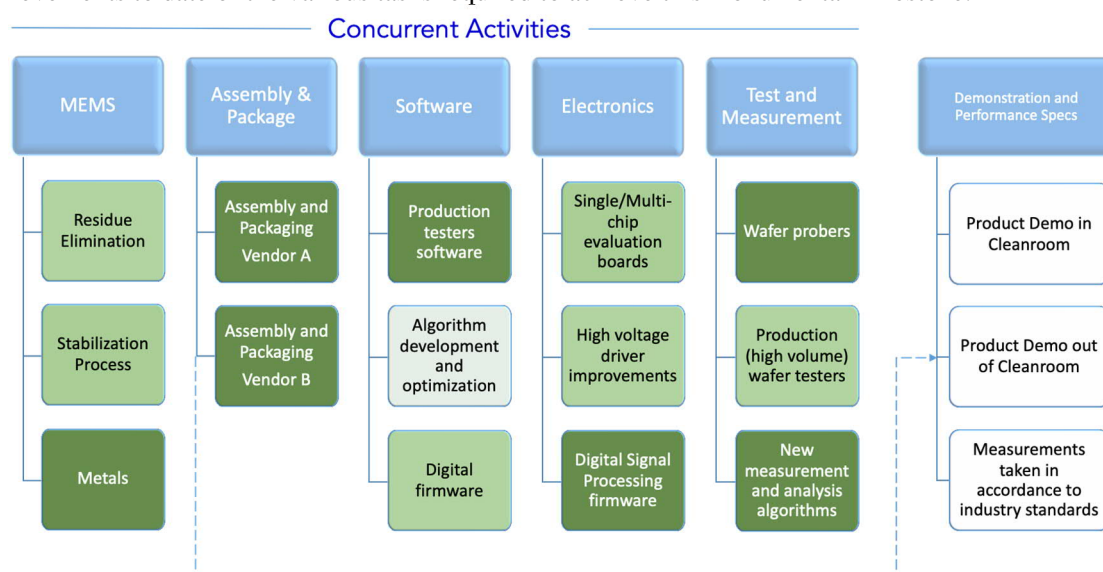 Concurrent Activities
MEMS
Residue
Elimination
Stabilization
Process
Metals
Assembly &
Package
Assembly and
Packaging
Vendor A
Assembly and
Packaging
Vendor B
Software
Production
testers
software
Algorithm
development
and
optimization
Digital
firmware
Electronics
Single/Multi-
chip
evaluation
boards
High voltage
driver
improvements
Digital Signal
Processing
firmware
Test and
Measurement
Wafer probers
Production
(high volume)
wafer testers
New
measurement
and analysis
algorithms
Demonstration and
Performance Specs
Product Demo in
Cleanroom
Product Demo out
of Cleanroom
Measurements
taken in
accordance to
industry standards